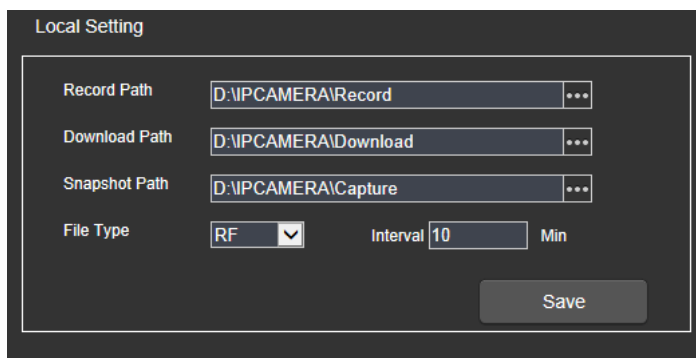 Local Setting
Record Path D:\IPCAMERA\Record •••
Download Path D:\IPCAMERA\Download •••
Snapshot Path D:\IPCAMERA\Capture •••
File Type RF Interval 10 Min
Save